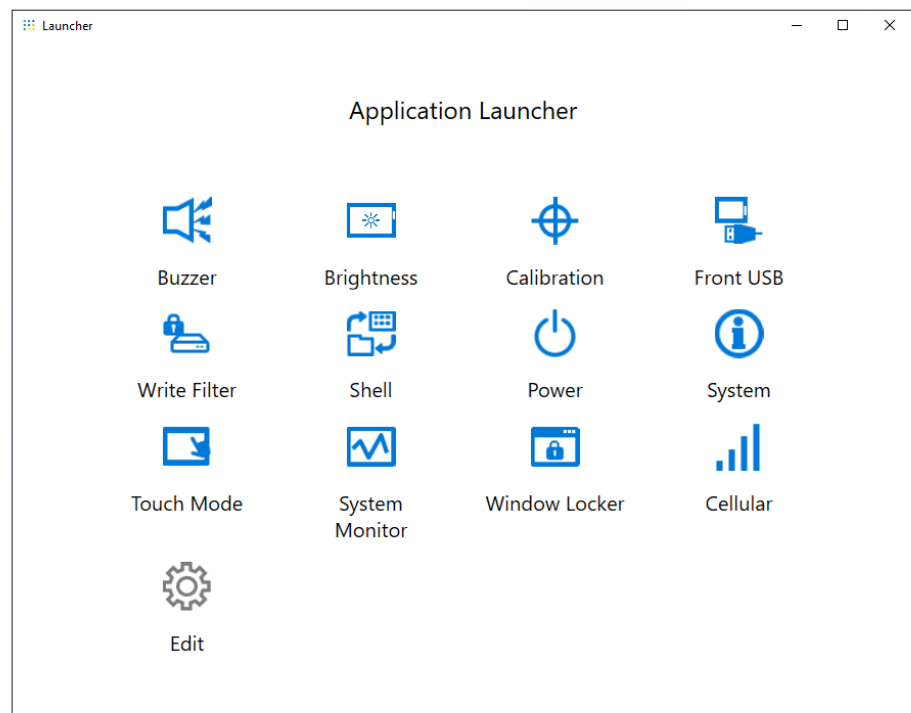 Launcher
Application Launcher
Buzzer
Brightness
Calibration
Front USB
Write Filter
Shell
Power
System
Touch Mode
System
Monitor
Window Locker
Cellular
Edit